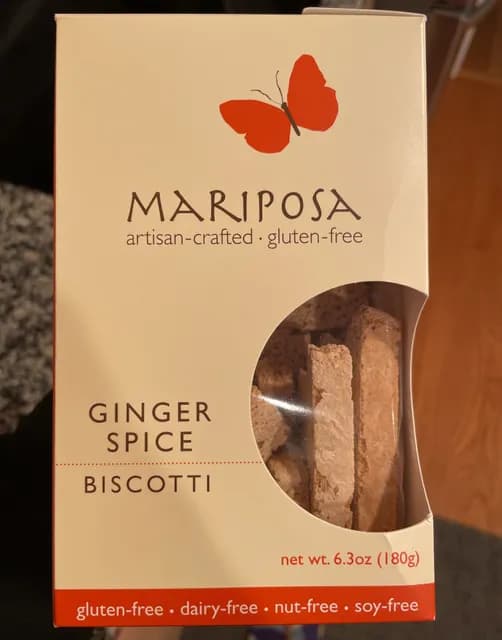 MARIPOSA
artisan-crafted · gluten-free
GINGER
SPICE
BISCOTTI
net wt. 6.3oz (180g)
gluten-free • dairy-free • nut-free • soy-free